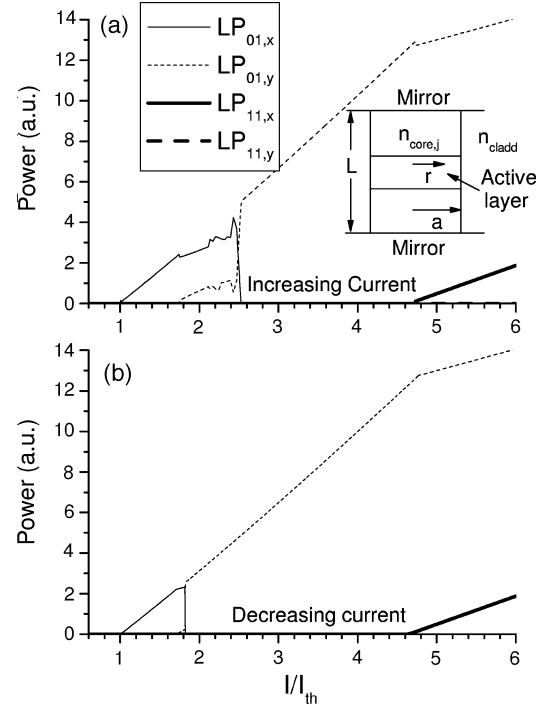 (a)
LP01,x
LP01,y
LP11,x
LP11,y
Power (a.u.)
14
12
10
8
6
4
2
0
Mirror
ncore,j
ncladd
L
r
Active
layer
a
Mirror
Increasing Current
1 2 3 4 5 6
(b)
Power (a.u.)
14
12
10
8
6
4
2
0
Decreasing current
1 2 3 4 5 6
I/Ith